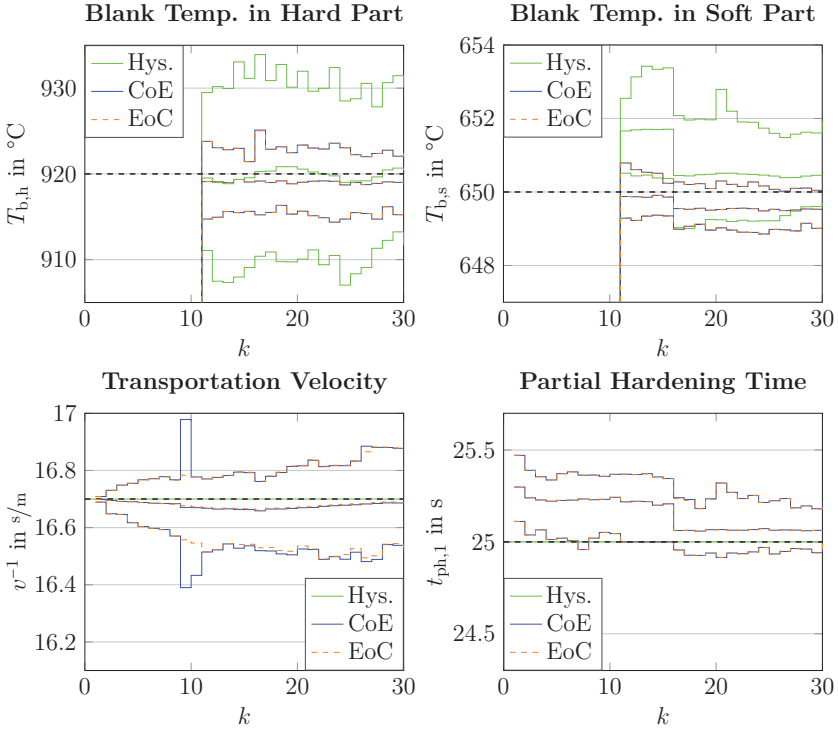 Blank Temp. in Hard Part
T_b,h in °C
930
920
910
Hys.
CoE
EoC
0
10
20
30
k
Blank Temp. in Soft Part
T_b,s in °C
654
652
650
648
Hys.
CoE
EoC
0
10
20
30
k
Transportation Velocity
v⁻¹ in s/m
17
16.8
16.6
16.4
16.2
Hys.
CoE
EoC
0
10
20
30
k
Partial Hardening Time
t_ph,1 in s
25.5
25
24.5
Hys.
CoE
EoC
0
10
20
30
k